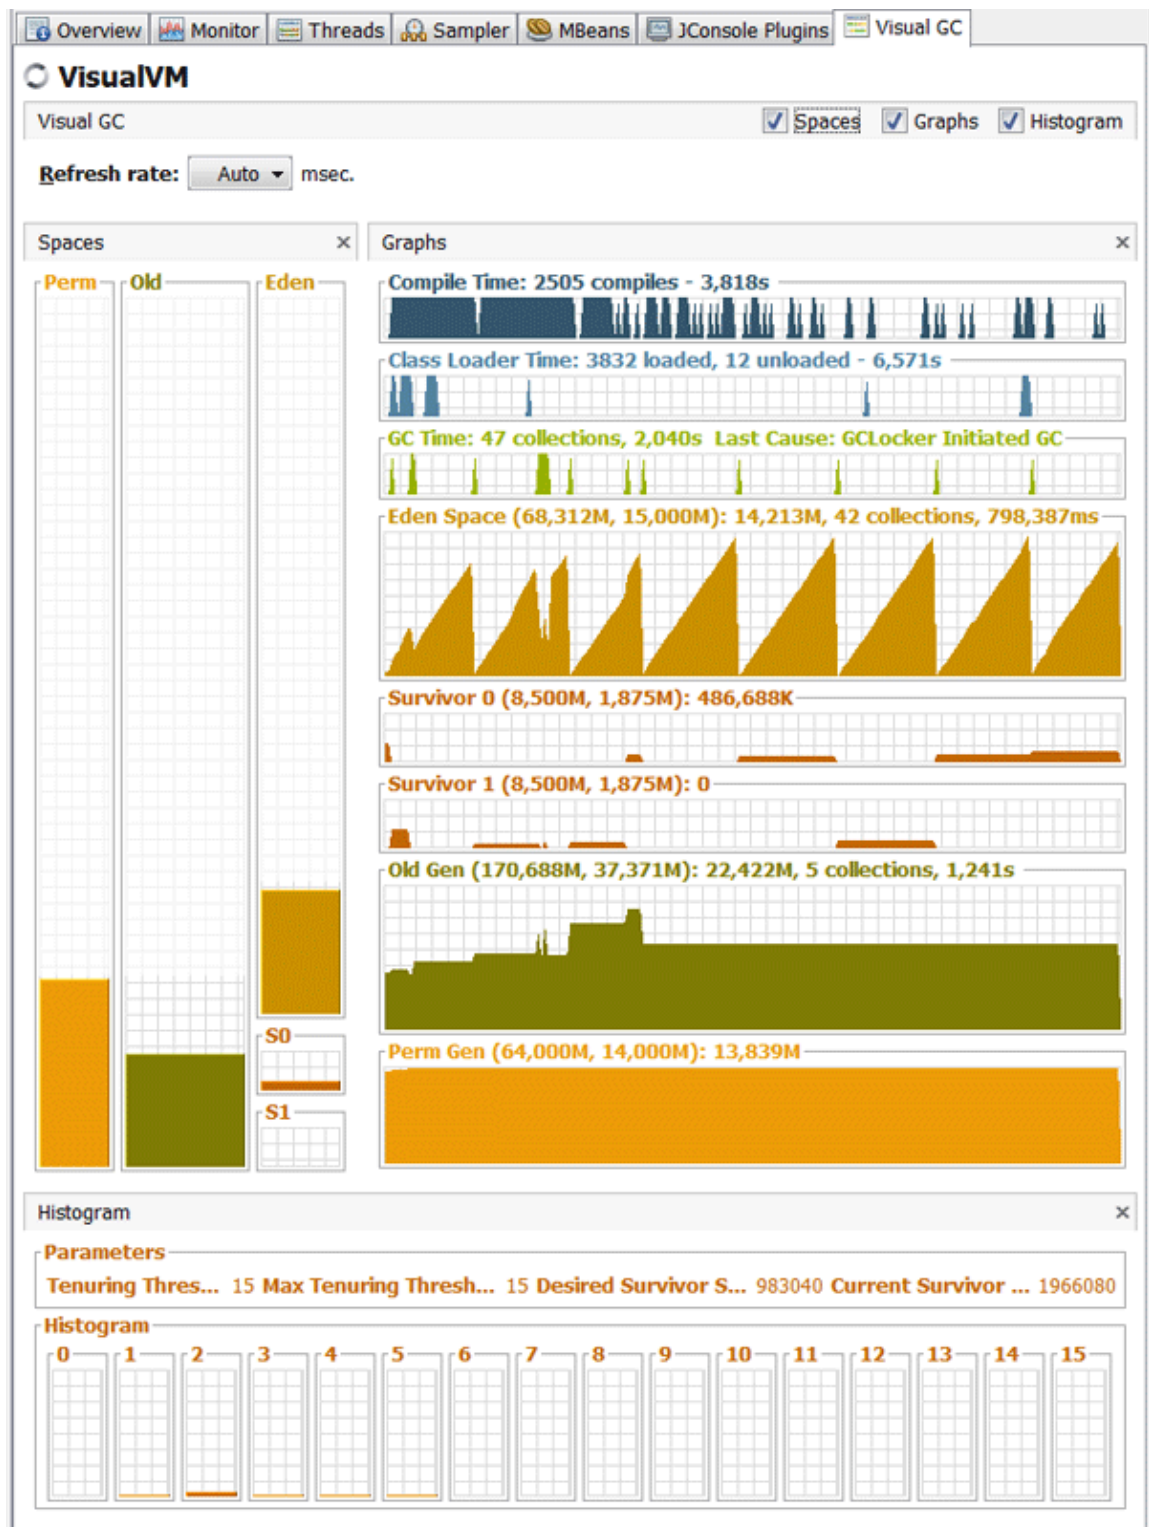 Overview Monitor Threads Sampler MBeans JConsole Plugins Visual GC
VisualVM
Visual GC Spaces Graphs Histogram
Refresh rate: Auto msec.
Spaces
Perm Old Eden
S0
S1
Graphs
Compile Time: 2505 compiles - 3,818s
Class Loader Time: 3832 loaded, 12 unloaded - 6,571s
GC Time: 47 collections, 2,040s Last Cause: GCLocker Initiated GC
Eden Space (68,312M, 15,000M): 14,213M, 42 collections, 798,387ms
Survivor 0 (8,500M, 1,875M): 486,688K
Survivor 1 (8,500M, 1,875M): 0
Old Gen (170,688M, 37,371M): 22,422M, 5 collections, 1,241s
Perm Gen (64,000M, 14,000M): 13,839M
Histogram
Parameters
Tenuring Thres... 15 Max Tenuring Thresh... 15 Desired Survivor S... 983040 Current Survivor ... 1966080
Histogram
0 1 2 3 4 5 6 7 8 9 10 11 12 13 14 15